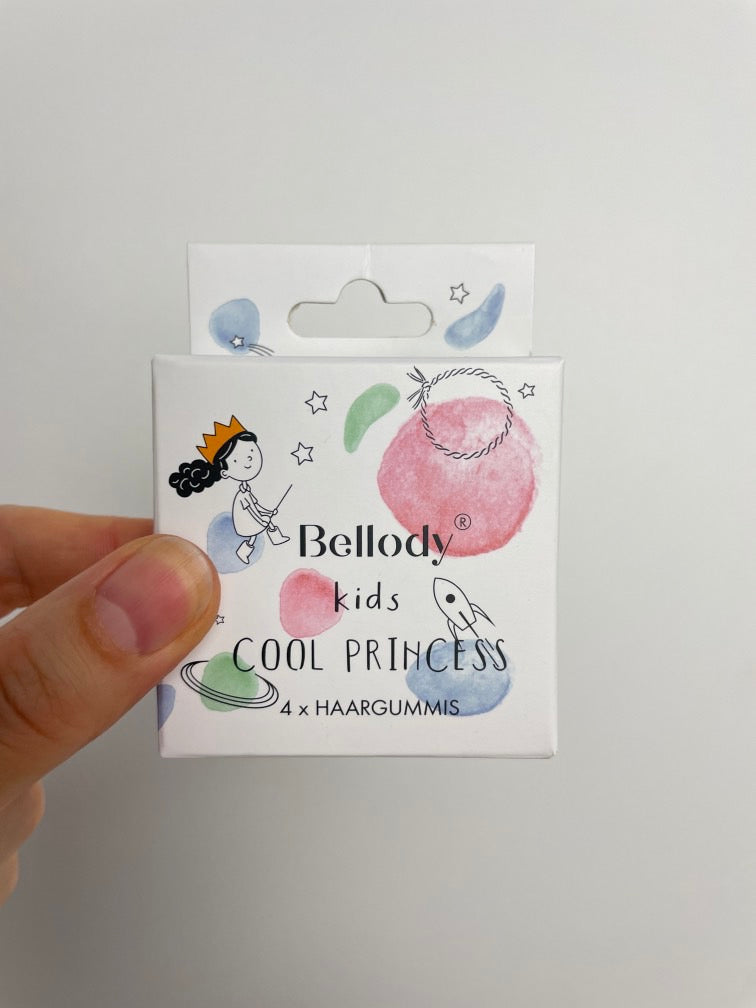 Bellody®
kids
COOL PRINCESS
4 x HAARGUMMIS